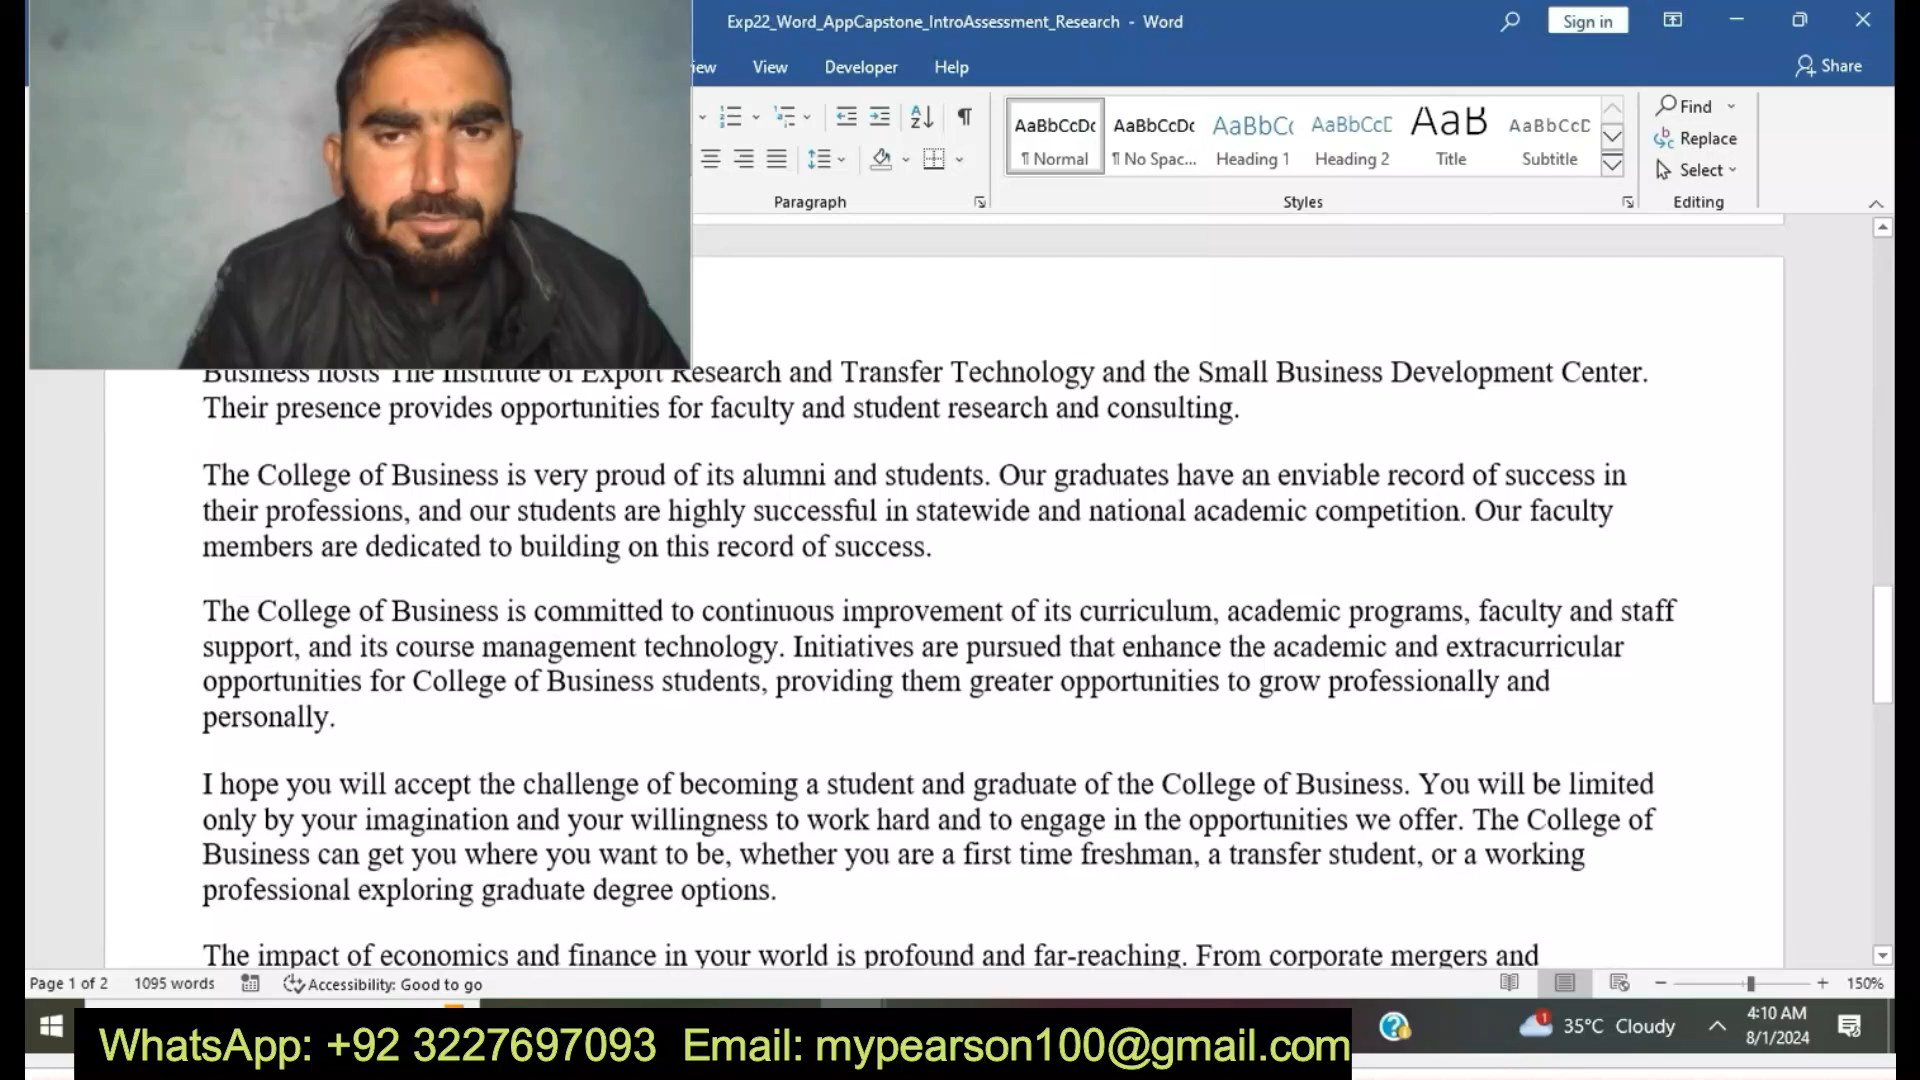 Exp22_Word_AppCapstone_IntroAssessment_Research - Word
Sign in
iew View Developer Help
Share
AaBbCcDc AaBbCcDc AaBbCc AaBbCcD AaB AaBbCcD
¶ Normal ¶ No Spac... Heading 1 Heading 2 Title Subtitle
Find
Replace
Select
Paragraph Styles Editing
Business hosts The Institute of Export Research and Transfer Technology and the Small Business Development Center.
Their presence provides opportunities for faculty and student research and consulting.
The College of Business is very proud of its alumni and students. Our graduates have an enviable record of success in
their professions, and our students are highly successful in statewide and national academic competition. Our faculty
members are dedicated to building on this record of success.
The College of Business is committed to continuous improvement of its curriculum, academic programs, faculty and staff
support, and its course management technology. Initiatives are pursued that enhance the academic and extracurricular
opportunities for College of Business students, providing them greater opportunities to grow professionally and
personally.
I hope you will accept the challenge of becoming a student and graduate of the College of Business. You will be limited
only by your imagination and your willingness to work hard and to engage in the opportunities we offer. The College of
Business can get you where you want to be, whether you are a first time freshman, a transfer student, or a working
professional exploring graduate degree options.
The impact of economics and finance in your world is profound and far-reaching. From corporate mergers and
Page 1 of 2 1095 words Accessibility: Good to go 150%
1 35°C Cloudy 4:10 AM
8/1/2024
WhatsApp: +92 3227697093 Email: mypearson100@gmail.com